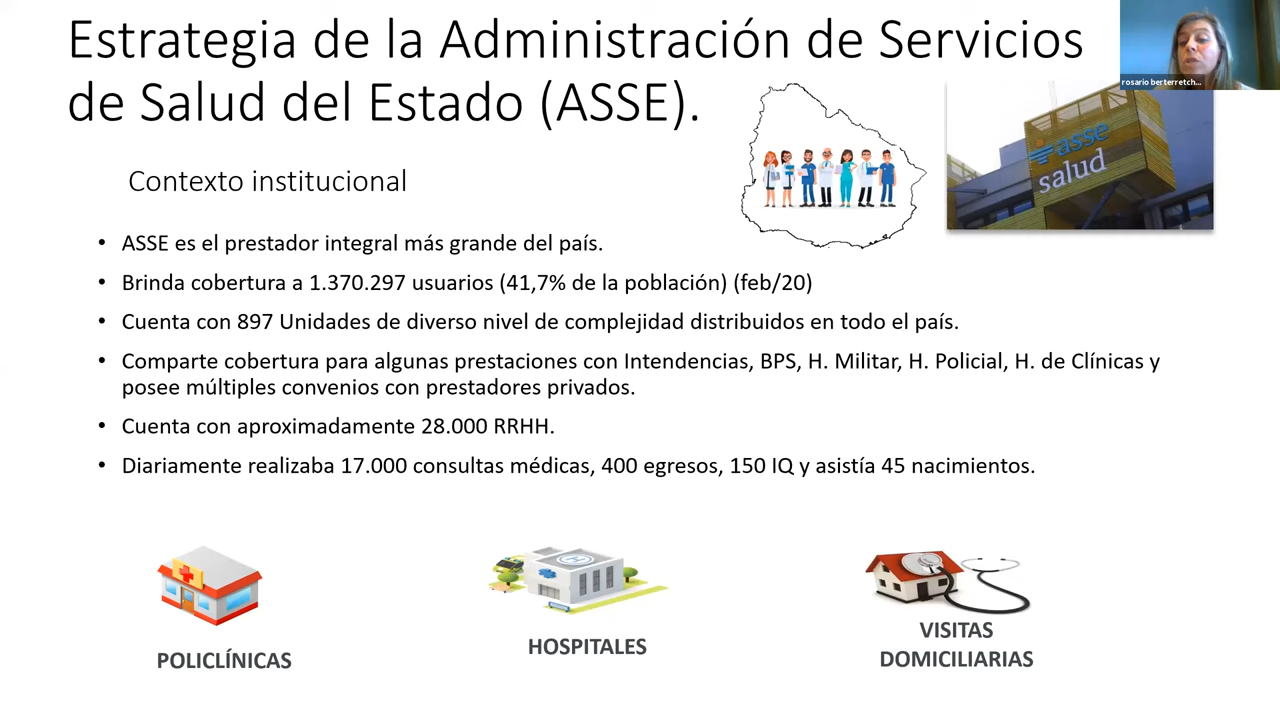 Estrategia de la Administración de Servicios
de Salud del Estado (ASSE).
rosario berterretch...
asse
salud
Contexto institucional
• ASSE es el prestador integral más grande del país.
• Brinda cobertura a 1.370.297 usuarios (41,7% de la población) (feb/20)
• Cuenta con 897 Unidades de diverso nivel de complejidad distribuidos en todo el país.
• Comparte cobertura para algunas prestaciones con Intendencias, BPS, H. Militar, H. Policial, H. de Clínicas y
posee múltiples convenios con prestadores privados.
• Cuenta con aproximadamente 28.000 RRHH.
• Diariamente realizaba 17.000 consultas médicas, 400 egresos, 150 IQ y asistía 45 nacimientos.
H
POLICLÍNICAS
HOSPITALES
VISITAS
DOMICILIARIAS